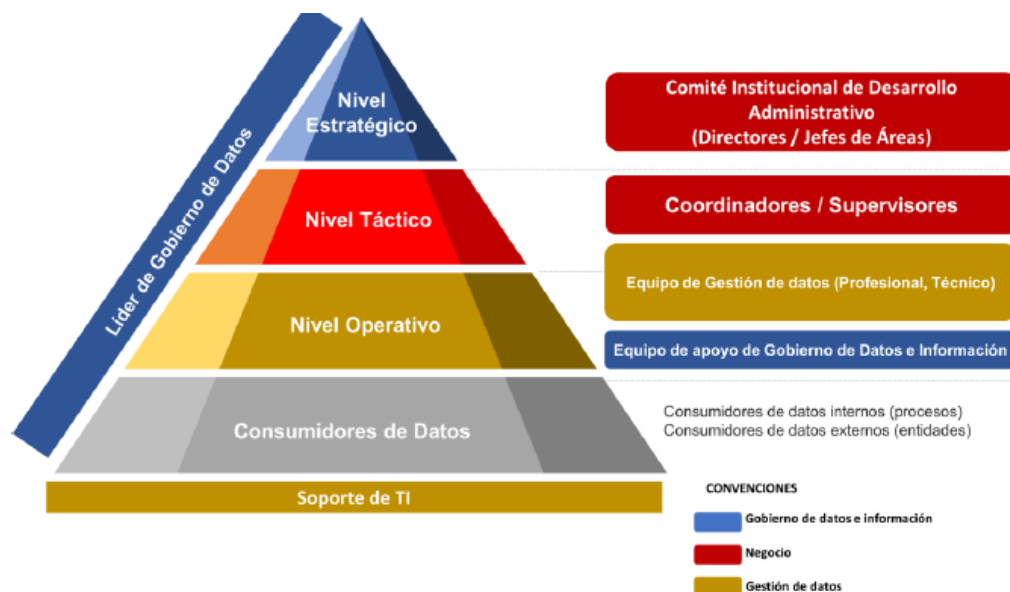 Líder de Gobierno de Datos
Nivel
Estratégico
Nivel Táctico
Nivel Operativo
Consumidores de Datos
Soporte de TI
Comité Institucional de Desarrollo
Administrativo
(Directores / Jefes de Áreas)
Coordinadores / Supervisores
Equipo de Gestión de datos (Profesional, Técnico)
Equipo de apoyo de Gobierno de Datos e Información
Consumidores de datos internos (procesos)
Consumidores de datos externos (entidades)
CONVENCIONES
Gobierno de datos e información
Negocio
Gestión de datos